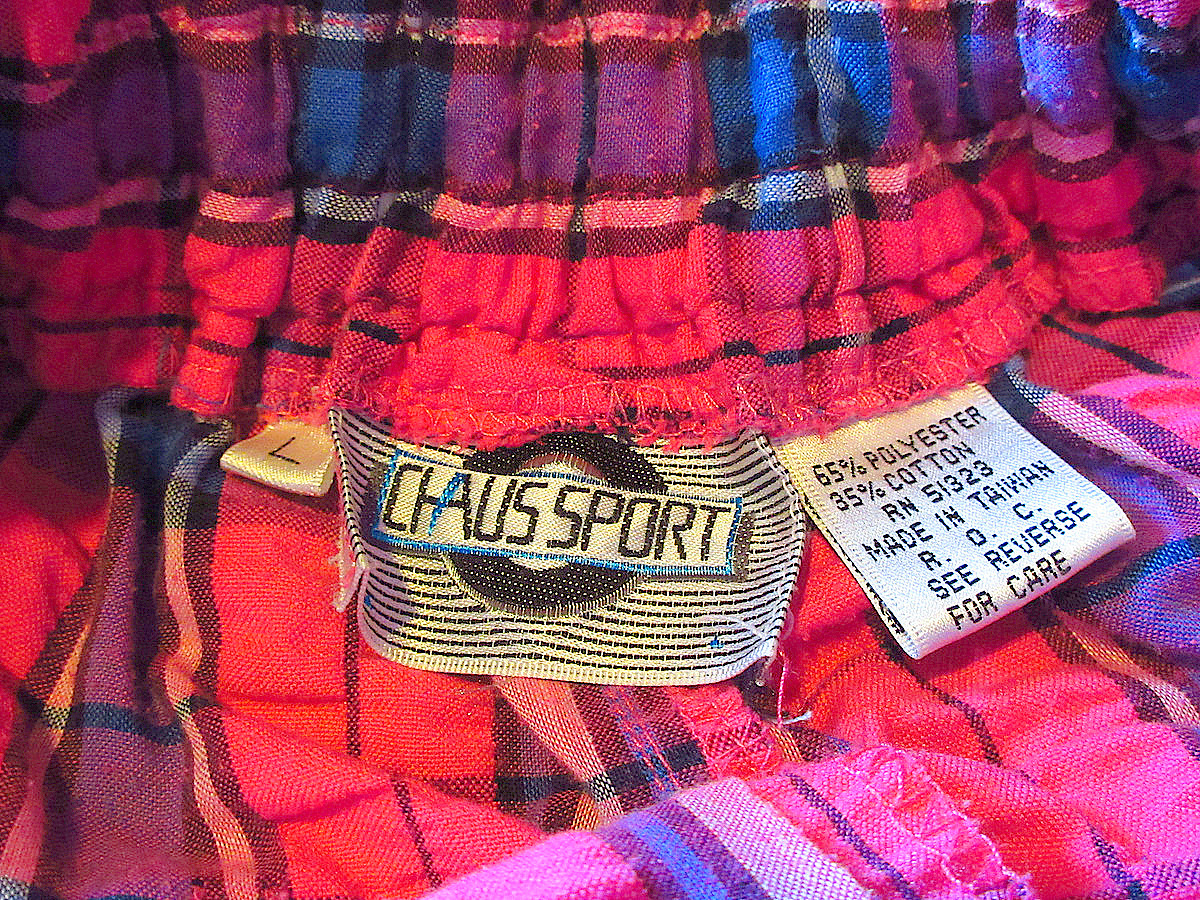 L
CHAUS SPORT
65% POLYESTER
35% COTTON
RN 51323
MADE IN TAIWAN
R. O. C.
SEE REVERSE
FOR CARE